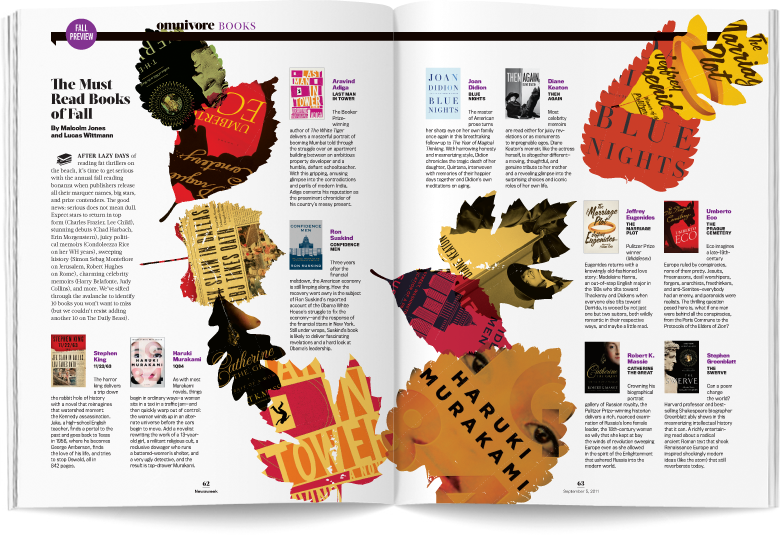 FALL
PREVIEW
omnivore BOOKS
The Must
Read Books
of Fall
By Malcolm Jones
and Lucas Wittmann
AFTER LAZY DAYS of
reading fat thrillers on
the beach, it's time to get serious
with the annual fall reading
bonanza when publishers release
all their marquee names, big stars,
and prize contenders. The good
news: serious does not mean dull.
Expect stars to return in top
form (Charles Frazier, Lee Child),
stunning debuts (Chad Harbach,
Erin Morgenstern), juicy politi-
cal memoirs (Condoleezza Rice
on her WH years), sweeping
history (Simon Sebag Montefiore
on Jerusalem, Robert Hughes
on Rome), charming celebrity
memoirs (Harry Belafonte, Judy
Collins), and more. We've sifted
through the avalanche to identify
10 books you won't want to miss
(but we couldn't resist adding
another 10 on The Daily Beast).
Stephen
King
11/22/63
The horror
king delivers
a trip down
the rabbit hole of history
with a novel that reimagines
that watershed moment:
the Kennedy assassination.
Jake, a high-school English
teacher, finds a portal to the
past and goes back to Texas
in 1958, where he becomes
George Amberson, finds
the love of his life, and tries
to stop Oswald, all in
842 pages.
Haruki
Murakami
1Q84
As with most
Murakami
novels, things
begin in ordinary ways—a woman
sits in a taxi in a traffic jam—and
then quickly warp out of control:
the woman winds up in an alter-
nate universe before the cars
begin to move. Add a novelist
rewriting the work of a 17-year-
old girl, a militant religious cult, a
reclusive dowager who runs
a battered-women's shelter, and
a very ugly detective, and the
result is top-drawer Murakami.
Aravind
Adiga
LAST MAN
IN TOWER
The Booker
Prize-
winning
author of The White Tiger
delivers a masterful portrait of
booming Mumbai told through
the struggle over an apartment
building between an ambitious
property developer and a
humble, defiant schoolteacher.
With this gripping, amusing
glimpse into the contradictions
and perils of modern India,
Adiga cements his reputation as
the preeminent chronicler of
his country's messy present.
Ron
Suskind
CONFIDENCE
MEN
Three years
after the
financial
meltdown, the American economy
is still limping along. How the
recovery went awry is the subject
of Ron Suskind's reported
account of the Obama White
House's struggle to fix the
economy—and the response of
the financial titans in New York.
Still under wraps, Suskind's book
is likely to deliver fascinating
revelations and a hard look at
Obama's leadership.
62
Newsweek
UMBERTO
ECO
Catherine
HARUKI
MURAKAMI
Joan
Didion
BLUE
NIGHTS
The master
of American
prose turns
her sharp eye on her own family
once again in this breathtaking
follow-up to The Year of Magical
Thinking. With harrowing honesty
and mesmerizing style, Didion
chronicles the tragic death of her
daughter, Quintana, interwoven
with memories of their happier
days together and Didion's own
meditations on aging.
Diane
Keaton
THEN
AGAIN
Most
celebrity
memoirs
are read either for juicy rev-
elations or as monuments
to improbable egos. Diane
Keaton's memoir, like the actress
herself, is altogether different—
a moving, thoughtful, and
genuine tribute to her mother
and a revealing glimpse into the
surprising choices and iconic
roles of her own life.
JOAN
DIDION
BLUE
NIGHTS
THEN AGAIN
The
Marriage
Plot
Jeffrey
Eugenides
BLUE
NIGHTS
Jeffrey
Eugenides
THE
MARRIAGE
PLOT
Pulitzer Prize
winner
(Middlesex)
Eugenides returns with a
knowingly old-fashioned love
story. Madeleine Hanna,
an out-of-step English major in
the '80s who likes toward
Thackeray and Dickens when
everyone else tilts toward
Derrida, is wooed by not just
one but two suitors, both wildly
romantic in their respective
ways, and maybe a little mad.
Umberto
Eco
THE
PRAGUE
CEMETERY
Eco imagines
a late-19th-
century
Europe ruled by conspiracies,
none of them pretty. Jesuits,
Freemasons, devil worshipers,
forgers, anarchists, freethinkers,
and anti-Semites—everybody
had an enemy, and paranoia were
realists. The thrilling question
posed here is, what if one man
were behind all the conspiracies,
from the Paris Commune to the
Protocols of the Elders of Zion?
Robert K.
Massie
CATHERINE
THE GREAT
Crowning his
biographical
portrait
gallery of Russian royalty, the
Pulitzer Prize-winning historian
delivers a rich, nuanced exam-
ination of Russia's lone female
leader, the 18th-century woman
so wily that she kept at bay
the winds of revolution sweeping
Europe even as she allowed
in the spirit of the Enlightenment
that ushered Russia into the
modern world.
Stephen
Greenblatt
THE
SWERVE
Can a poem
change
the world?
Harvard professor and best-
selling Shakespeare biographer
Greenblatt ably shows in this
mesmerizing intellectual history
that it can. A richly entertain-
ing read about a radical
ancient Roman text that shook
Renaissance Europe and
inspired shockingly modern
ideas (like the atom) that still
reverberate today.
63
September 5, 2011